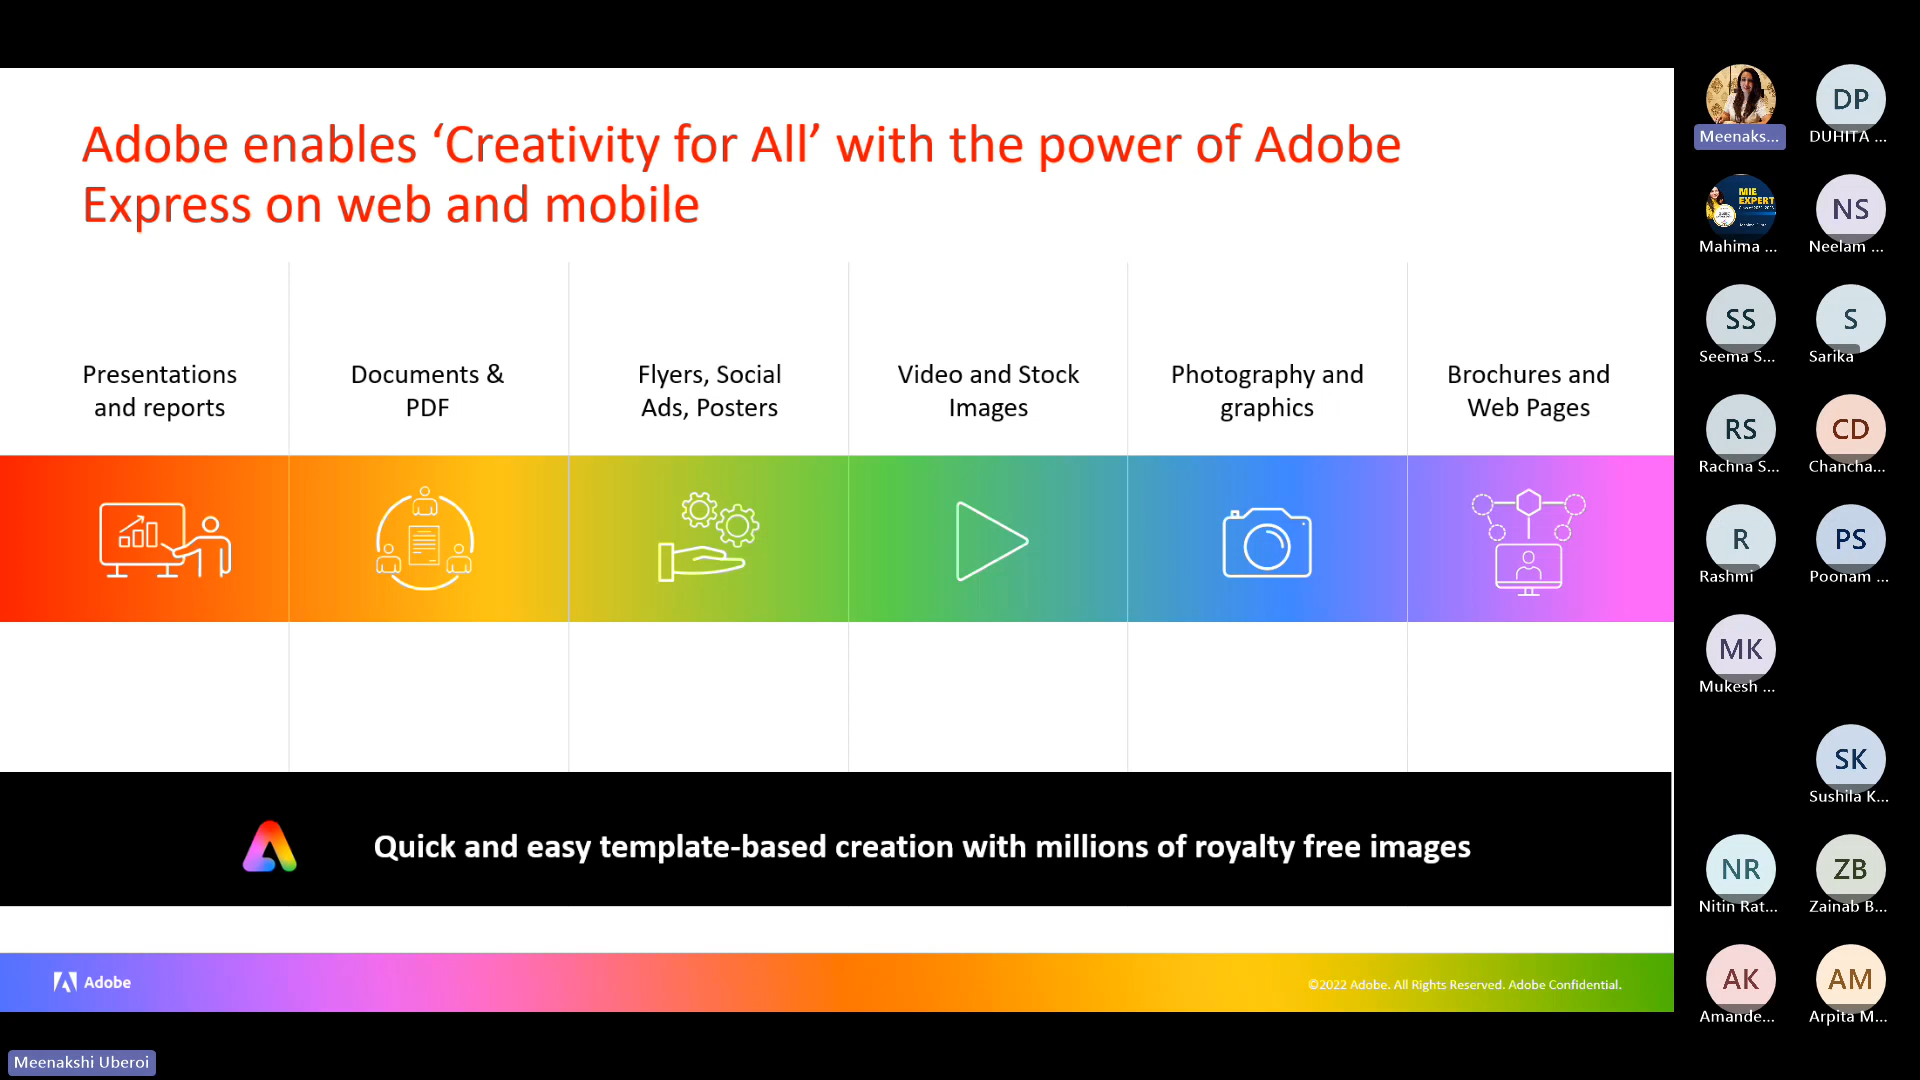 Adobe enables ‘Creativity for All’ with the power of Adobe
Express on web and mobile
Presentations
and reports
Documents &
PDF
Flyers, Social
Ads, Posters
Video and Stock
Images
Photography and
graphics
Brochures and
Web Pages
Quick and easy template-based creation with millions of royalty free images
Adobe
©2022 Adobe. All Rights Reserved. Adobe Confidential.
Meenakshi Uberoi
Meenaks...
DP
DUHITA ...
MIE
EXPERT
Mahima ...
NS
Neelam ...
SS
Seema S...
S
Sarika
RS
Rachna S...
CD
Chancha...
R
Rashmi
PS
Poonam ...
MK
Mukesh ...
SK
Sushila K...
NR
Nitin Rat...
ZB
Zainab B...
AK
Amande...
AM
Arpita M...